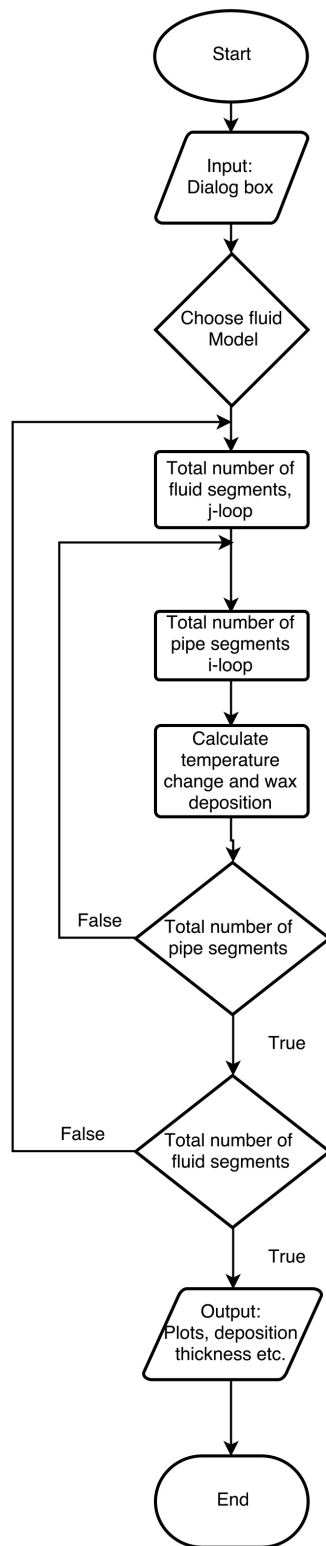 Start
Input:
Dialog box
Choose fluid
Model
Total number of
fluid segments,
j-loop
Total number of
pipe segments
i-loop
Calculate
temperature
change and wax
deposition
False
Total number of
pipe segments
True
False
Total number of
fluid segments
True
Output:
Plots, deposition
thickness etc.
End